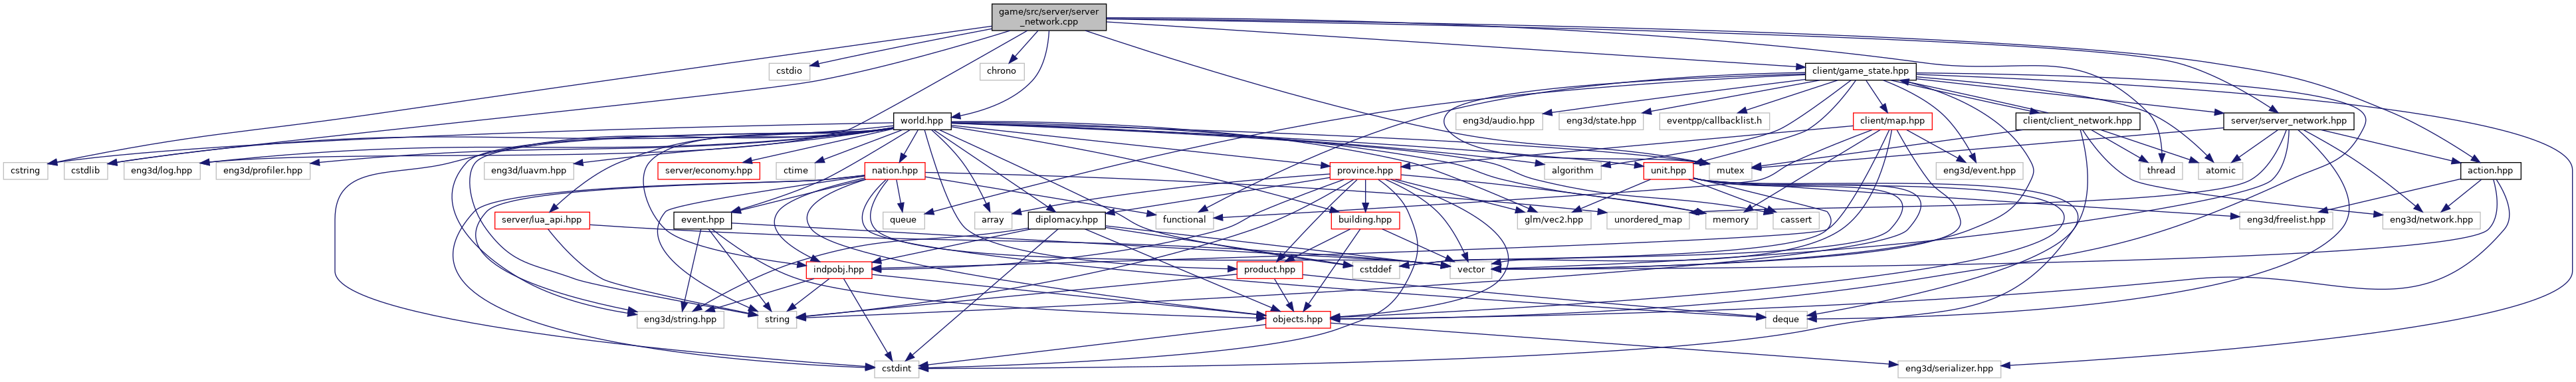 game/src/server/server
_network.cpp
cstdio
chrono
client/game_state.hpp
world.hpp
eng3d/audio.hpp
eng3d/state.hpp
eventpp/callbacklist.h
client/map.hpp
client/client_network.hpp
server/server_network.hpp
cstring
cstdlib
eng3d/log.hpp
eng3d/profiler.hpp
eng3d/luavm.hpp
server/economy.hpp
ctime
nation.hpp
province.hpp
algorithm
unit.hpp
mutex
eng3d/event.hpp
thread
atomic
action.hpp
server/lua_api.hpp
event.hpp
queue
array
diplomacy.hpp
functional
building.hpp
glm/vec2.hpp
unordered_map
memory
cassert
eng3d/freelist.hpp
eng3d/network.hpp
indpobj.hpp
product.hpp
cstddef
vector
eng3d/string.hpp
string
objects.hpp
deque
cstdint
eng3d/serializer.hpp